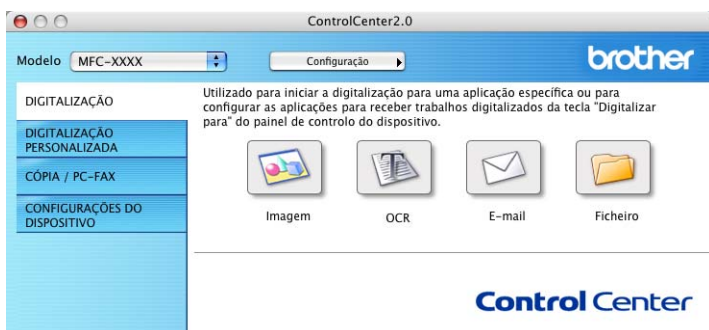 ControlCenter2.0
Modelo MFC-XXXX Configuração brother
DIGITALIZAÇÃO
DIGITALIZAÇÃO
PERSONALIZADA
CÓPIA / PC-FAX
CONFIGURAÇÕES DO
DISPOSITIVO
Utilizado para iniciar a digitalização para uma aplicação específica ou para
configurar as aplicações para receber trabalhos digitalizados da tecla "Digitalizar
para" do painel de controlo do dispositivo.
Imagem OCR E-mail Ficheiro
Control Center